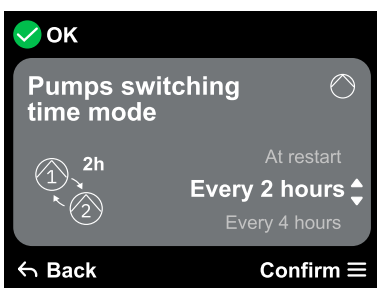 OK
Pumps switching
time mode
2h
1
2
At restart
Every 2 hours
Every 4 hours
Back
Confirm